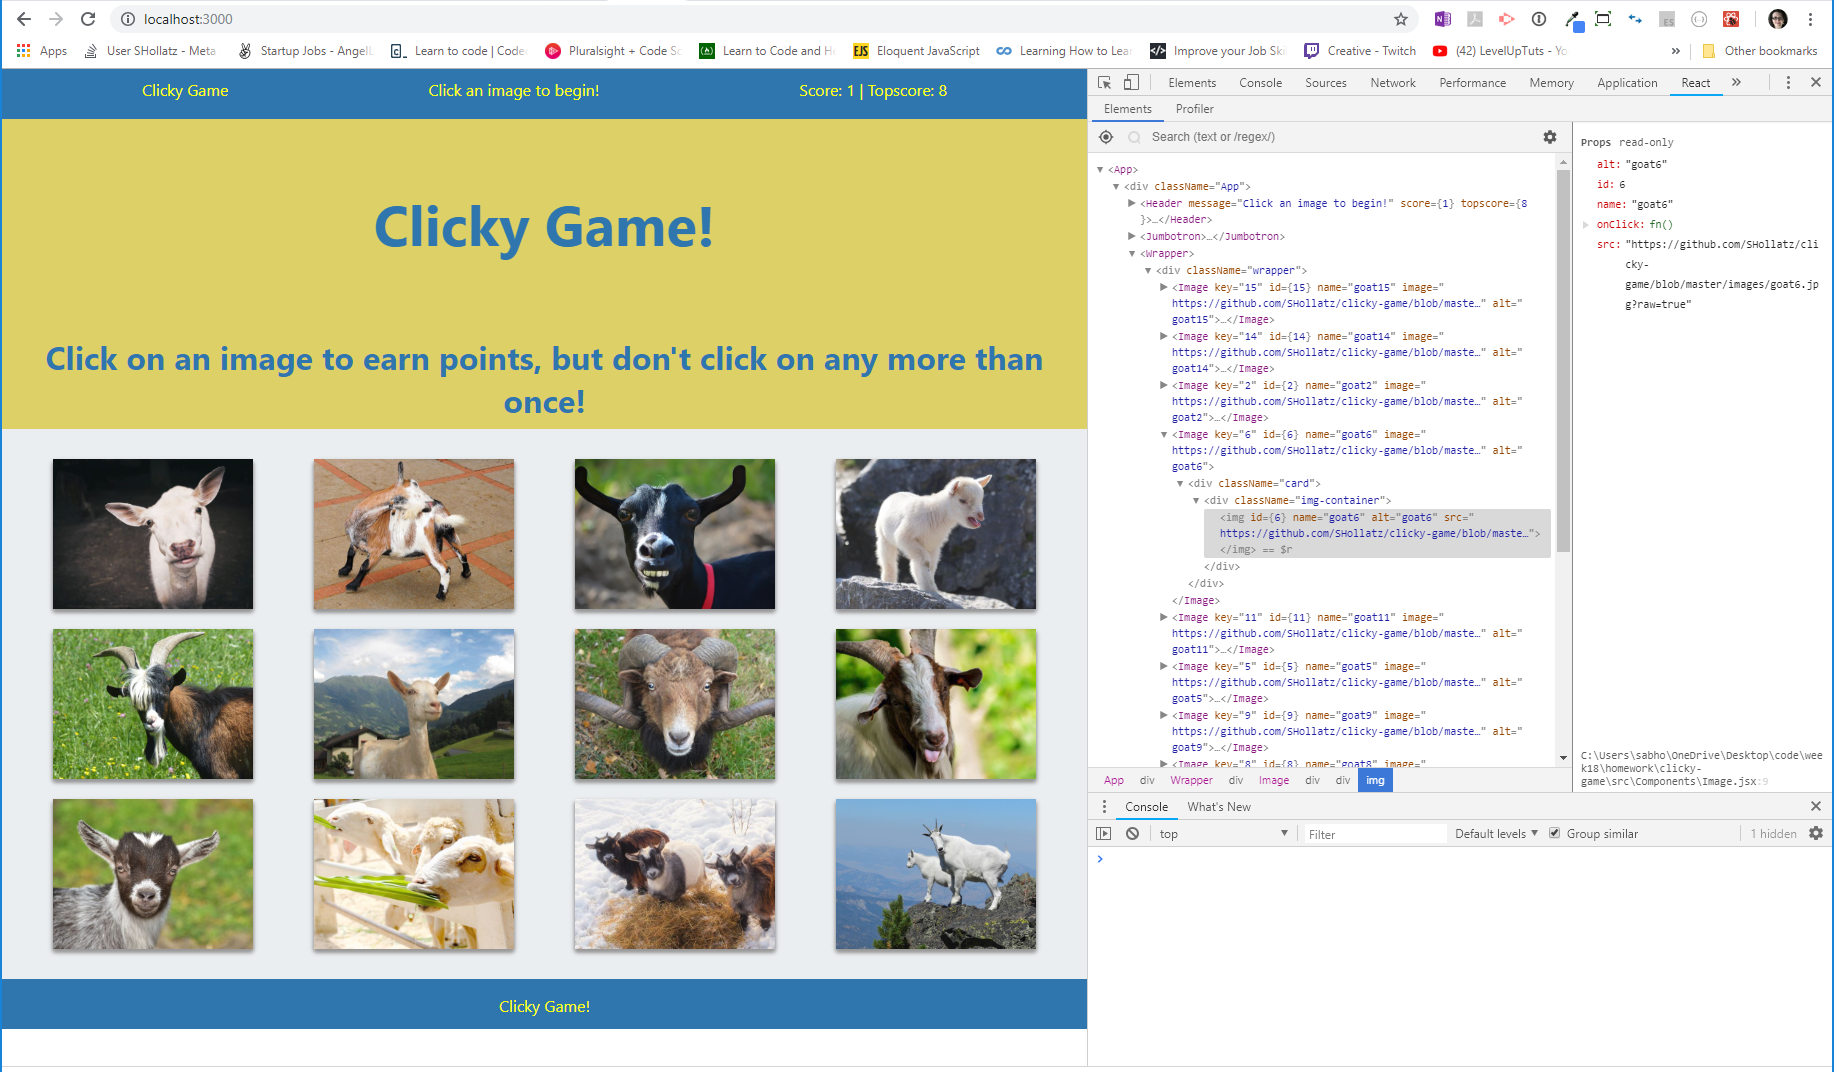 localhost:3000
Apps
User SHollatz - Meta
Startup Jobs - AngelL
Learn to code | Codec
Pluralsight + Code Sc
Learn to Code and H
EJS Eloquent JavaScript
Learning How to Lear
Improve your Job Skil
Creative - Twitch
(42) LevelUpTuts - Yo
» Other bookmarks
Clicky Game
Click an image to begin!
Score: 1 | Topscore: 8
Clicky Game!
Click on an image to earn points, but don't click on any more than
once!
Clicky Game!
Elements Console Sources Network Performance Memory Application React »
Elements Profiler
Search (text or /regex/)
<App>
<div className="App">
<Header message="Click an image to begin!" score={1} topscore={8
}>…</Header>
<Jumbotron>…</Jumbotron>
<Wrapper>
<div className="wrapper">
<Image key="15" id={15} name="goat15" image="
https://github.com/SHollatz/clicky-game/blob/maste…" alt="
goat15">…</Image>
<Image key="14" id={14} name="goat14" image="
https://github.com/SHollatz/clicky-game/blob/maste…" alt="
goat14">…</Image>
<Image key="2" id={2} name="goat2" image="
https://github.com/SHollatz/clicky-game/blob/maste…" alt="
goat2">…</Image>
<Image key="6" id={6} name="goat6" image="
https://github.com/SHollatz/clicky-game/blob/maste…" alt="
goat6">
<div className="card">
<div className="img-container">
<img id={6} name="goat6" alt="goat6" src="
https://github.com/SHollatz/clicky-game/blob/maste…">
</img> == $r
</div>
</div>
</Image>
<Image key="11" id={11} name="goat11" image="
https://github.com/SHollatz/clicky-game/blob/maste…" alt="
goat11">…</Image>
<Image key="5" id={5} name="goat5" image="
https://github.com/SHollatz/clicky-game/blob/maste…" alt="
goat5">…</Image>
<Image key="9" id={9} name="goat9" image="
https://github.com/SHollatz/clicky-game/blob/maste…" alt="
goat9">…</Image>
<Image key="8" id={8} name="goat8" image="
App div Wrapper div Image div div img
Props read-only
alt: "goat6"
id: 6
name: "goat6"
onClick: fn()
src: "https://github.com/SHollatz/cli
cky-
game/blob/master/images/goat6.jp
g?raw=true"
C:\Users\sabho\OneDrive\Desktop\code\wee
k18\homework\clicky-
game\src\Components\Image.jsx:9
Console What's New
top Filter Default levels Group similar 1 hidden